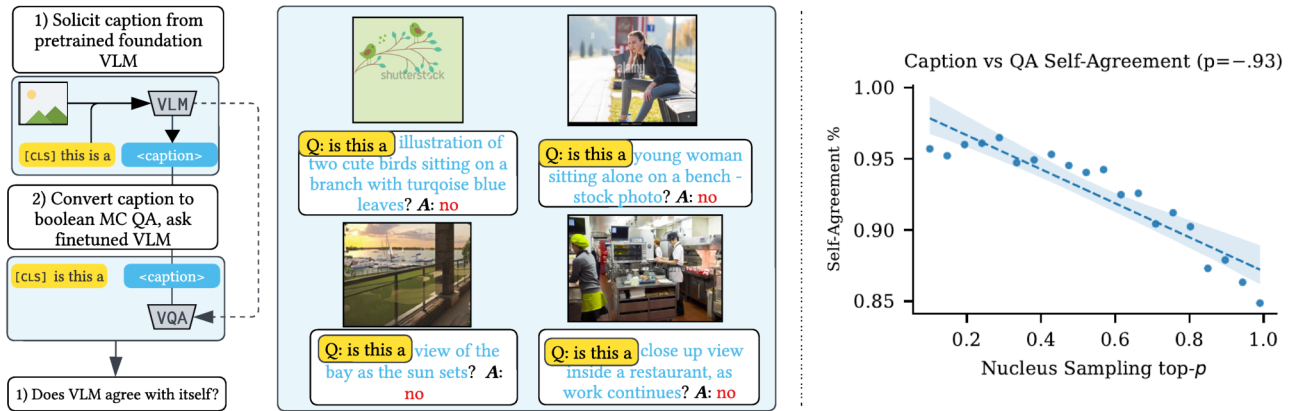 1) Solicit caption from
pretrained foundation
VLM
VLM
[CLS] this is a
<caption>
2) Convert caption to
boolean MC QA, ask
finetuned VLM
[CLS] is this a
<caption>
VQA
1) Does VLM agree with itself?
shutterstock
Q: is this a illustration of
two cute birds sitting on a
branch with turqoise blue
leaves? A: no
alamy
Q: is this a young woman
sitting alone on a bench -
stock photo? A: no
Q: is this a view of the
bay as the sun sets? A:
no
Q: is this a close up view
inside a restaurant, as
work continues? A: no
Caption vs QA Self-Agreement (p=−.93)
Self-Agreement %
1.00
0.95
0.90
0.85
0.2 0.4 0.6 0.8 1.0
Nucleus Sampling top-p